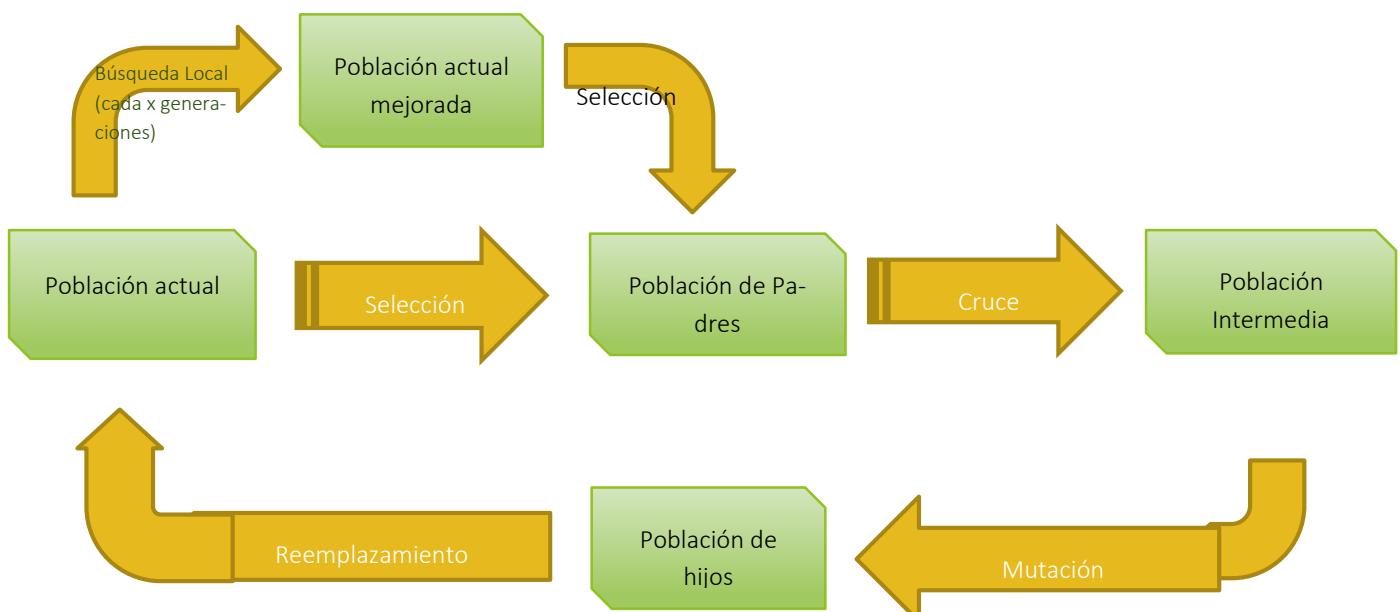 Búsqueda Local
(cada x genera-
ciones)
Población actual
mejorada
Selección
Población actual
Selección
Población de Pa-
dres
Cruce
Población
Intermedia
Reemplazamiento
Población de
hijos
Mutación